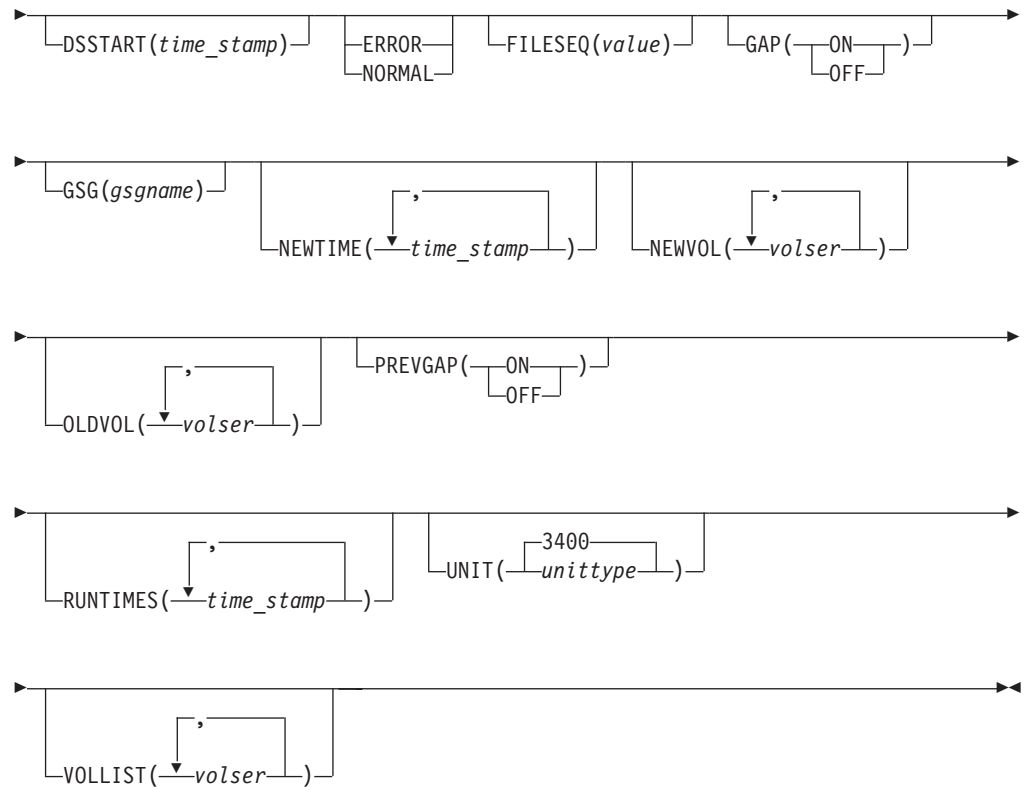 DSSTART(time_stamp) ERROR FILESEQ(value) GAP( ON )
NORMAL OFF
GSG(gsgname) , ,
NEWTIME( time_stamp ) NEWVOL( volser )
, PREVGAP( ON )
OFF
OLDVOL( volser )
, 3400
UNIT( unittype )
RUNTIMES( time_stamp )
,
VOLLIST( volser )